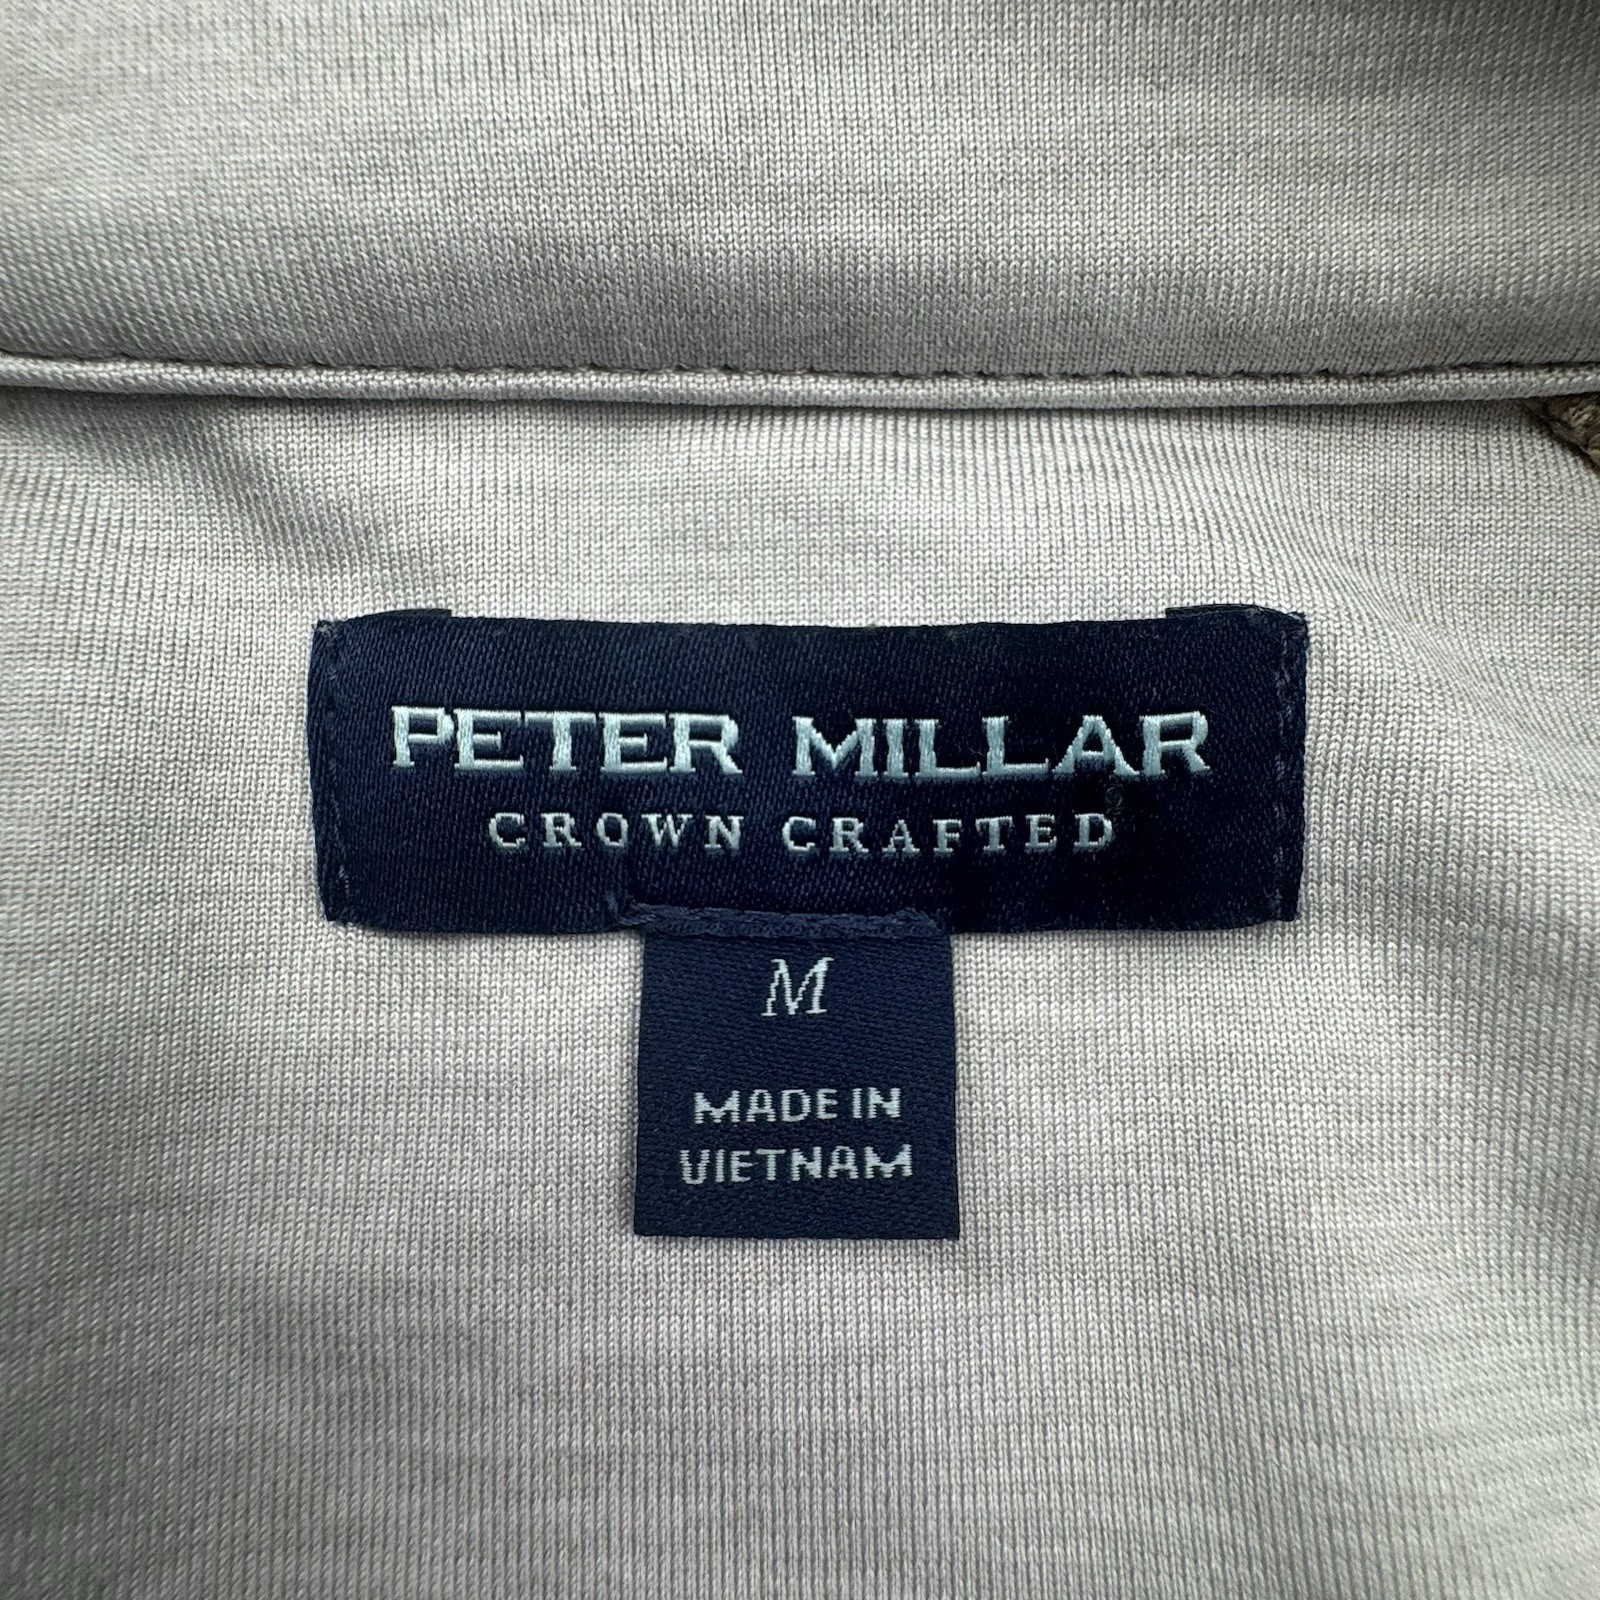 PETER MILLAR
CROWN CRAFTED
M
MADE IN
VIETNAM